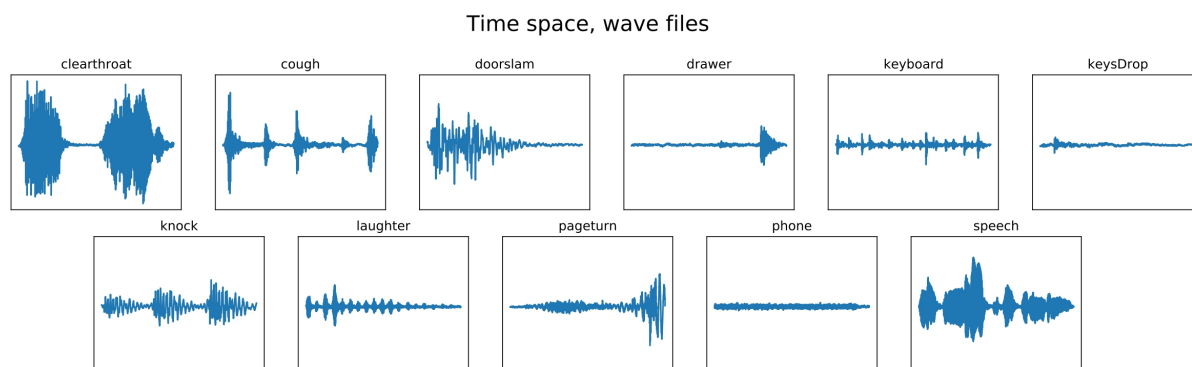 Time space, wave files
clearthroat
cough
doorslam
drawer
keyboard
keysDrop
knock
laughter
pageturn
phone
speech